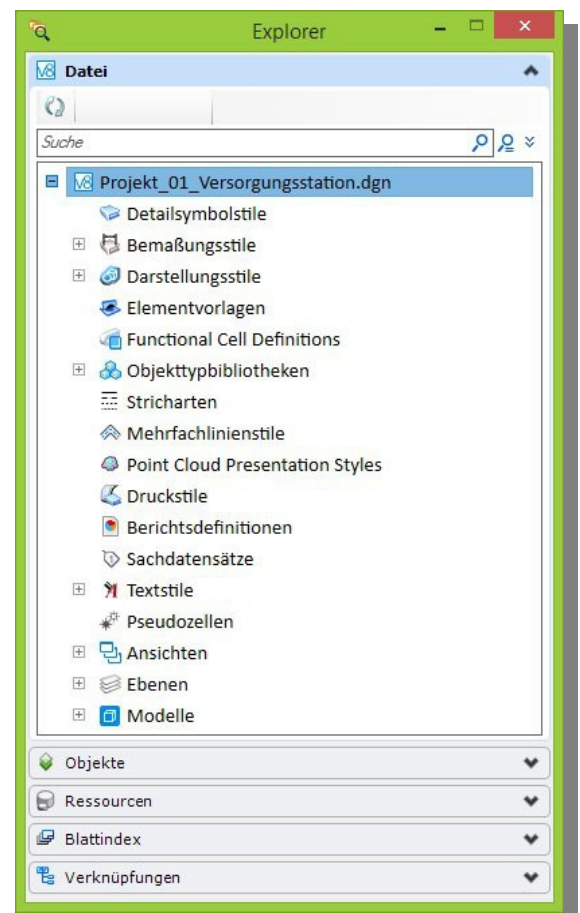 Explorer
Datei
Suche
Projekt_01_Versorgungsstation.dgn
Detailsymbolstile
Bemaßungsstile
Darstellungsstile
Elementvorlagen
Functional Cell Definitions
Objekttypbibliotheken
Stricharten
Mehrfachlinienstile
Point Cloud Presentation Styles
Druckstile
Berichtsdefinitionen
Sachdatensätze
Textstile
Pseudozellen
Ansichten
Ebenen
Modelle
Objekte
Ressourcen
Blattindex
Verknüpfungen